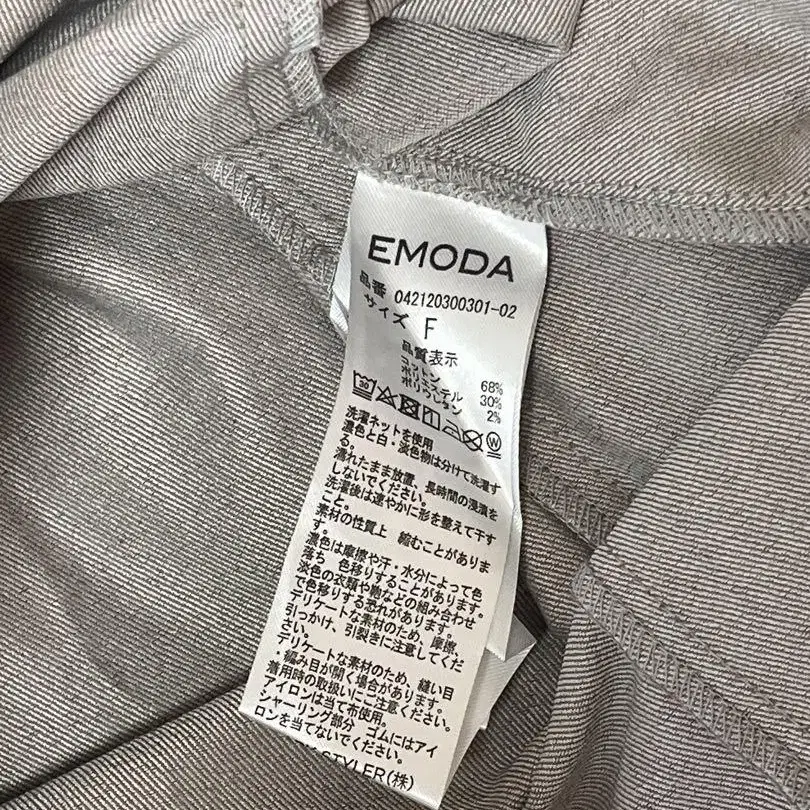 EMODA
品番 042120300301-02
サイズ F
品質表示
コットン 68%
ポリエステル 30%
ポリウレタン 2%
30 W
洗濯ネットを使用
濃色と白・淡色物は分けて洗濯す
る。
濡れたまま放置、長時間の浸漬を
しないでください。
洗濯後は速やかに形を整えて干す
こと。
素材の性質上 縮むことがありま
す。
濃色は摩擦や汗・水分によって色
落ち 色移りすることがあります。
淡色の衣類や鞄などの組み合わせ
で色移りする恐れがあります。
デリケートな素材のため、摩擦、
引っかけ、引裂きに注意してくだ
さい。
デリケートな素材のため、縫い目
・編み目が開く場合があります。
着用時の取扱いにご注意ください。
アイロンは当て布使用。
シャーリング部分 ゴムにはアイ
ロンを当てないでください。
STYLER(株)